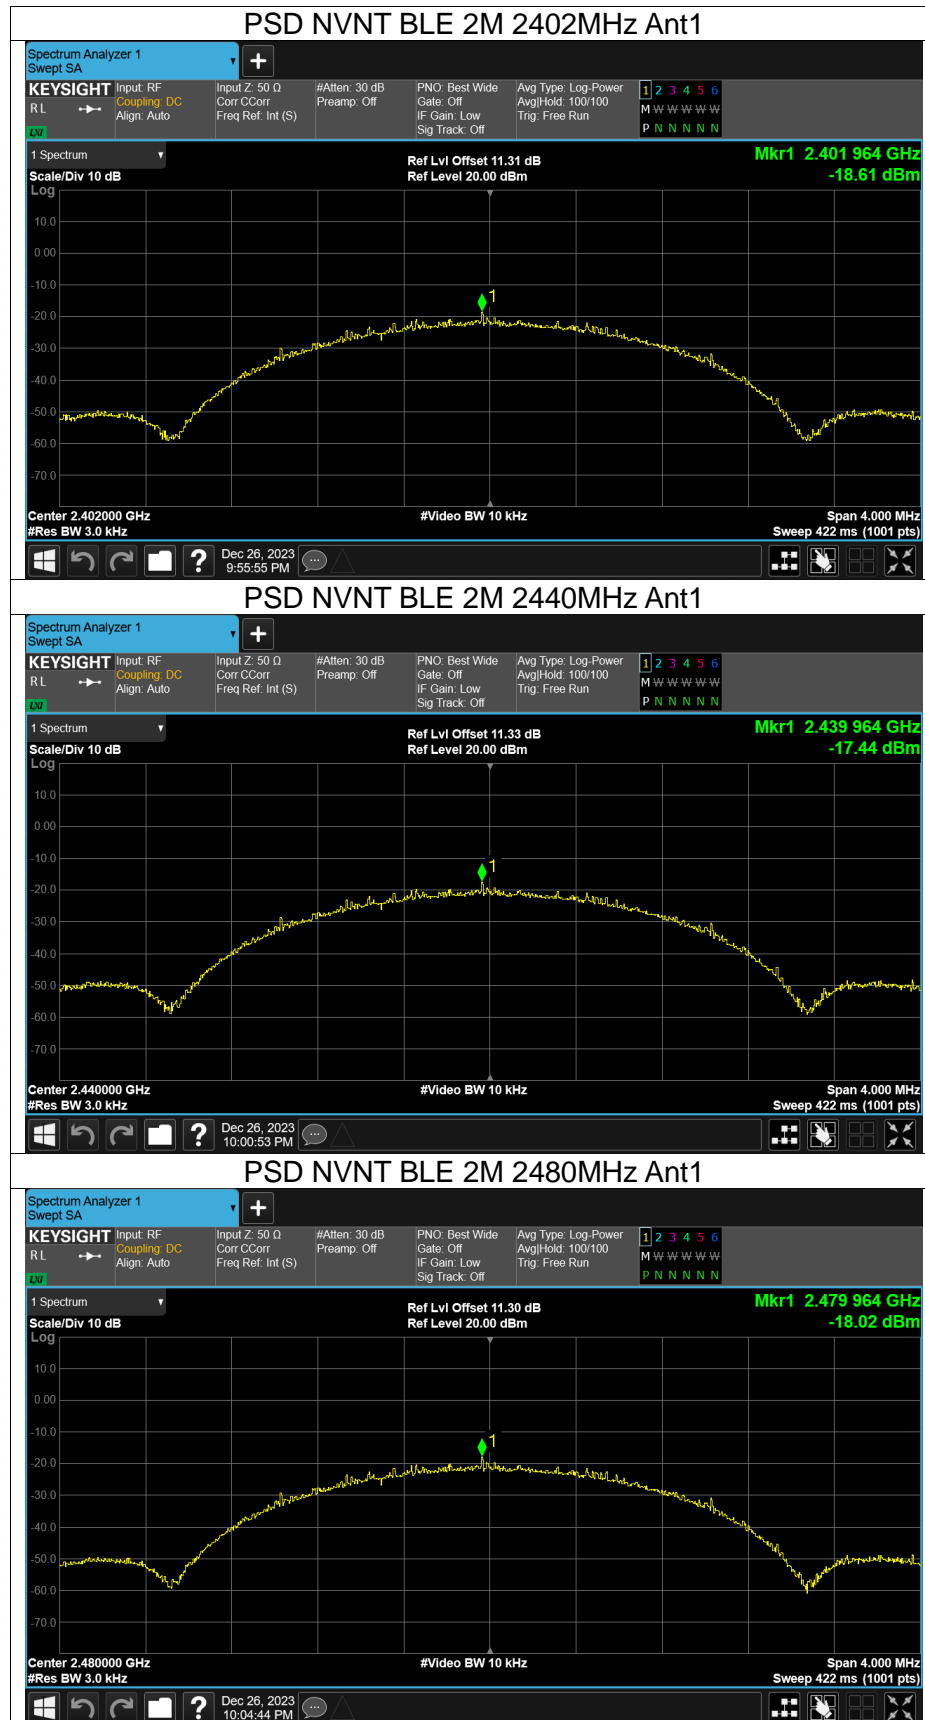 PSD NVNT BLE 2M 2402MHz Ant1
Spectrum Analyzer 1
Swept SA
+
KEYSIGHT Input: RF Input Z: 50 Ω #Atten: 30 dB PNO: Best Wide Avg Type: Log-Power 1 2 3 4 5 6
RL Coupling: DC Corr CCorr Preamp: Off Gate: Off Avg|Hold: 100/100 M W W W W W
Align: Auto Freq Ref: Int (S) IF Gain: Low Trig: Free Run
LXI Sig Track: Off P N N N N N
1 Spectrum Ref Lvl Offset 11.31 dB Mkr1 2.401 964 GHz
Scale/Div 10 dB Ref Level 20.00 dBm -18.61 dBm
Log
10.0
0.00
-10.0
1
-20.0
-30.0
-40.0
-50.0
-60.0
-70.0
Center 2.402000 GHz #Video BW 10 kHz Span 4.000 MHz
#Res BW 3.0 kHz Sweep 422 ms (1001 pts)
? Dec 26, 2023
9:55:55 PM
PSD NVNT BLE 2M 2440MHz Ant1
Spectrum Analyzer 1
Swept SA
+
KEYSIGHT Input: RF Input Z: 50 Ω #Atten: 30 dB PNO: Best Wide Avg Type: Log-Power 1 2 3 4 5 6
RL Coupling: DC Corr CCorr Preamp: Off Gate: Off Avg|Hold: 100/100 M W W W W W
Align: Auto Freq Ref: Int (S) IF Gain: Low Trig: Free Run
LXI Sig Track: Off P N N N N N
1 Spectrum Ref Lvl Offset 11.33 dB Mkr1 2.439 964 GHz
Scale/Div 10 dB Ref Level 20.00 dBm -17.44 dBm
Log
10.0
0.00
-10.0
1
-20.0
-30.0
-40.0
-50.0
-60.0
-70.0
Center 2.440000 GHz #Video BW 10 kHz Span 4.000 MHz
#Res BW 3.0 kHz Sweep 422 ms (1001 pts)
? Dec 26, 2023
10:00:53 PM
PSD NVNT BLE 2M 2480MHz Ant1
Spectrum Analyzer 1
Swept SA
+
KEYSIGHT Input: RF Input Z: 50 Ω #Atten: 30 dB PNO: Best Wide Avg Type: Log-Power 1 2 3 4 5 6
RL Coupling: DC Corr CCorr Preamp: Off Gate: Off Avg|Hold: 100/100 M W W W W W
Align: Auto Freq Ref: Int (S) IF Gain: Low Trig: Free Run
LXI Sig Track: Off P N N N N N
1 Spectrum Ref Lvl Offset 11.30 dB Mkr1 2.479 964 GHz
Scale/Div 10 dB Ref Level 20.00 dBm -18.02 dBm
Log
10.0
0.00
-10.0
1
-20.0
-30.0
-40.0
-50.0
-60.0
-70.0
Center 2.480000 GHz #Video BW 10 kHz Span 4.000 MHz
#Res BW 3.0 kHz Sweep 422 ms (1001 pts)
? Dec 26, 2023
10:04:44 PM